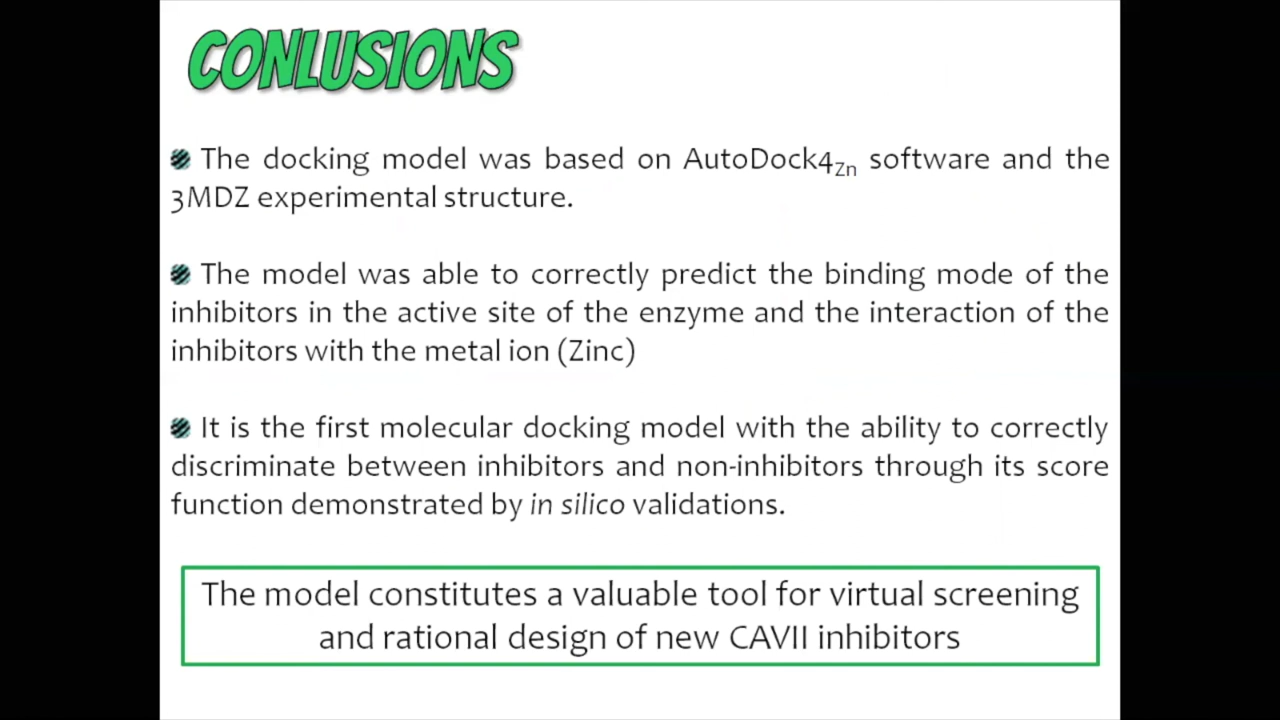 CONLUSIONS
The docking model was based on AutoDock4Zn software and the
3MDZ experimental structure.
The model was able to correctly predict the binding mode of the
inhibitors in the active site of the enzyme and the interaction of the
inhibitors with the metal ion (Zinc)
It is the first molecular docking model with the ability to correctly
discriminate between inhibitors and non-inhibitors through its score
function demonstrated by in silico validations.
The model constitutes a valuable tool for virtual screening
and rational design of new CAVII inhibitors